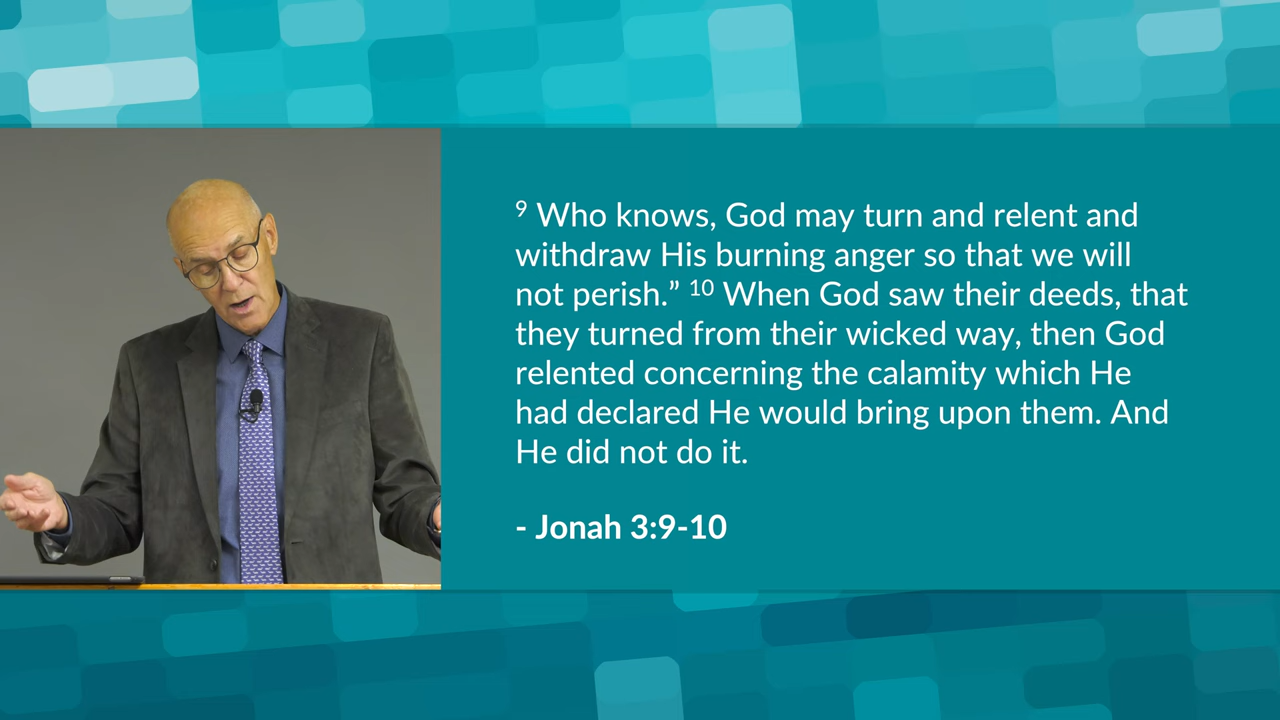 ⁹ Who knows, God may turn and relent and
withdraw His burning anger so that we will
not perish.” ¹⁰ When God saw their deeds, that
they turned from their wicked way, then God
relented concerning the calamity which He
had declared He would bring upon them. And
He did not do it.
- Jonah 3:9-10